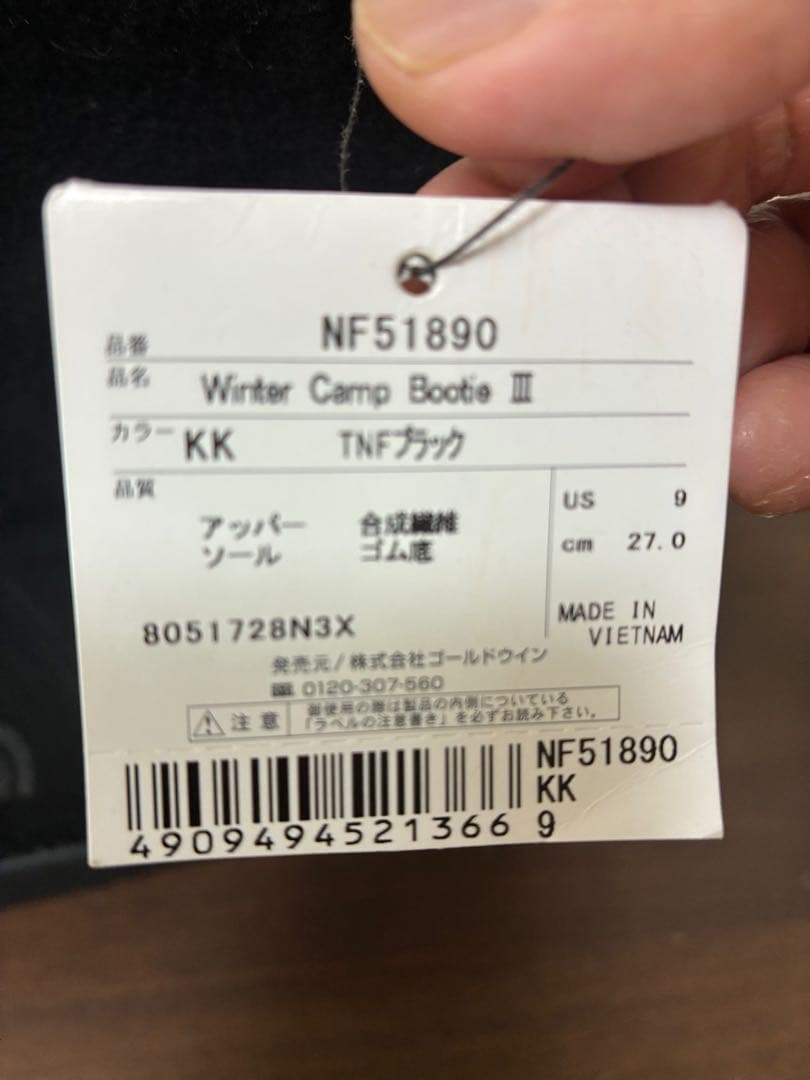 品番 NF51890
品名 Winter Camp Bootie Ⅲ
カラー KK TNFブラック
品質
アッパー 合成繊維
ソール ゴム底
US 9
cm 27.0
8051728N3X
MADE IN
VIETNAM
発売元/株式会社ゴールドウイン
0120-307-560
注意 御使用の際は製品の内側についている
「ラベルの注意書き」を必ずお読み下さい。
NF51890
KK
9
4909494521366